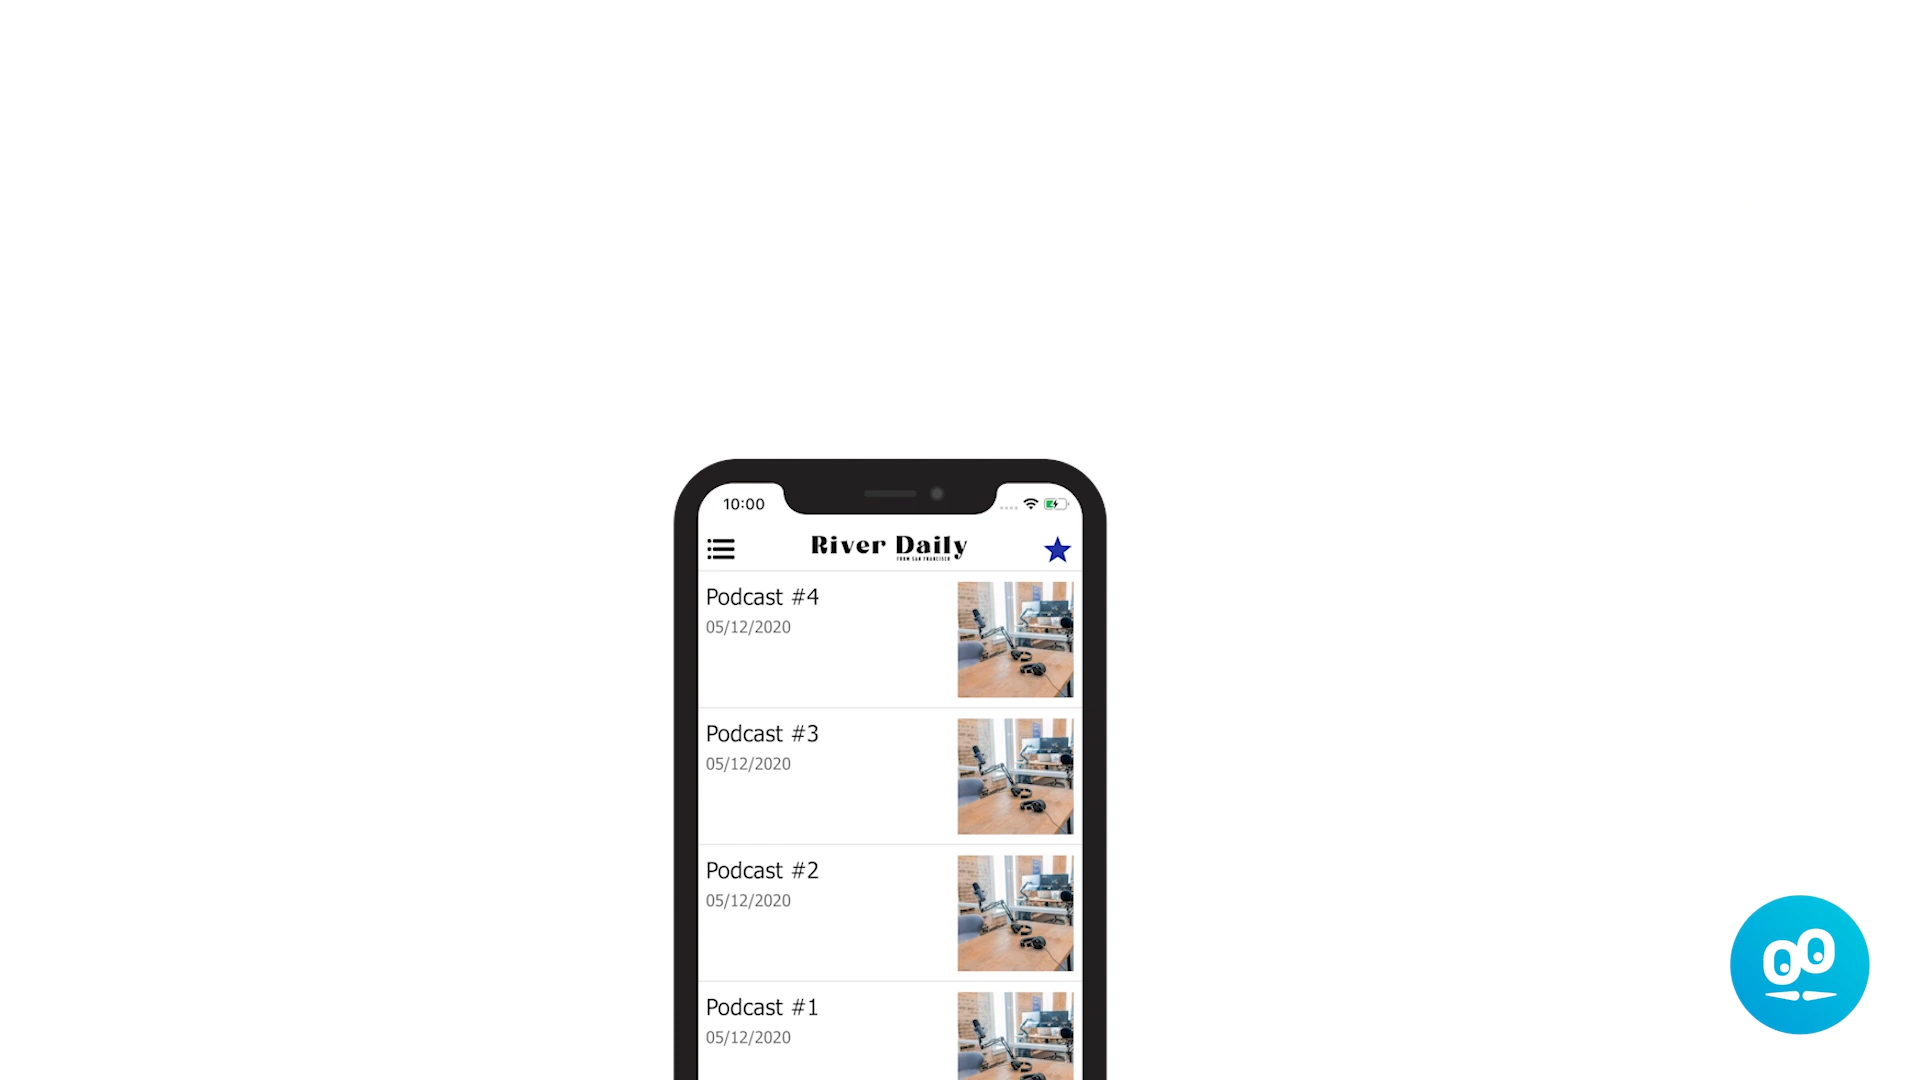 10:00
River Daily
FROM SAN FRANCISCO
Podcast #4
05/12/2020
Podcast #3
05/12/2020
Podcast #2
05/12/2020
Podcast #1
05/12/2020